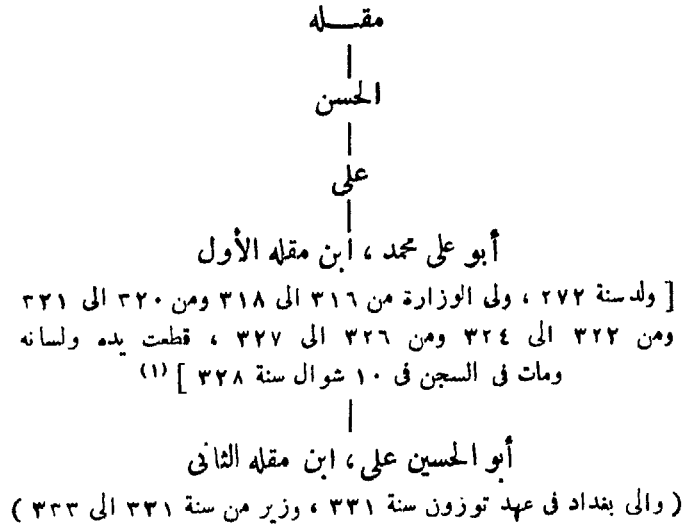 مقـــله
الحسن
على
أبو على محمد ، ابن مقله الأول
[ ولد سنة ٢٧٢ ، ولى الوزارة من ٣١٦ الى ٣١٨ ومن ٣٢٠ الى ٣٢١
ومن ٣٢٢ الى ٣٢٤ ومن ٣٢٦ الى ٣٢٧ ، قطعت يده ولسانه
ومات فى السجن فى ١٠ شوال سنة ٣٢٨ ] (١)
أبو الحسين على ، ابن مقله الثانى
( والى بغداد فى عهد توزون سنة ٣٣١ ، وزير من سنة ٣٣١ الى ٣٣٣ )